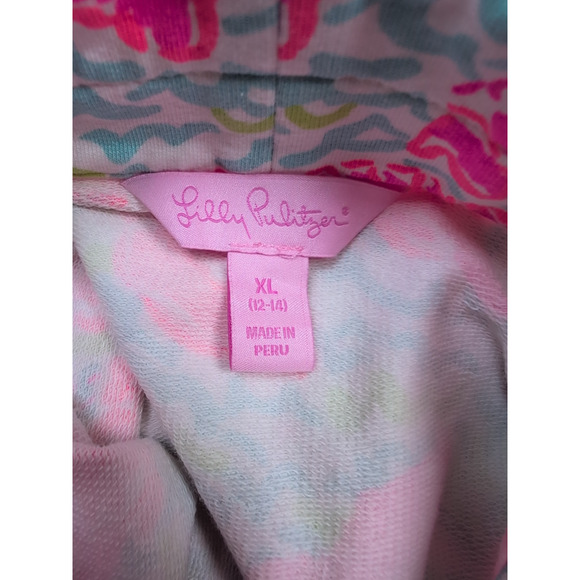 Lilly Pulitzer®
XL
(12-14)
MADE IN
PERU